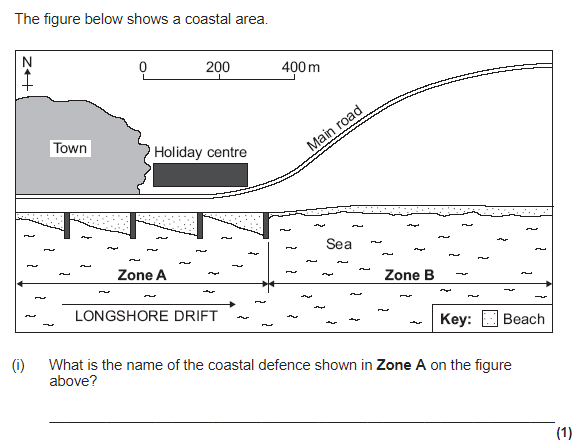 The figure below shows a coastal area.
N
0 200 400 m
Main road
Town
Holiday centre
Sea
Zone A
Zone B
LONGSHORE DRIFT
Key: Beach
(i) What is the name of the coastal defence shown in Zone A on the figure
above?
(1)